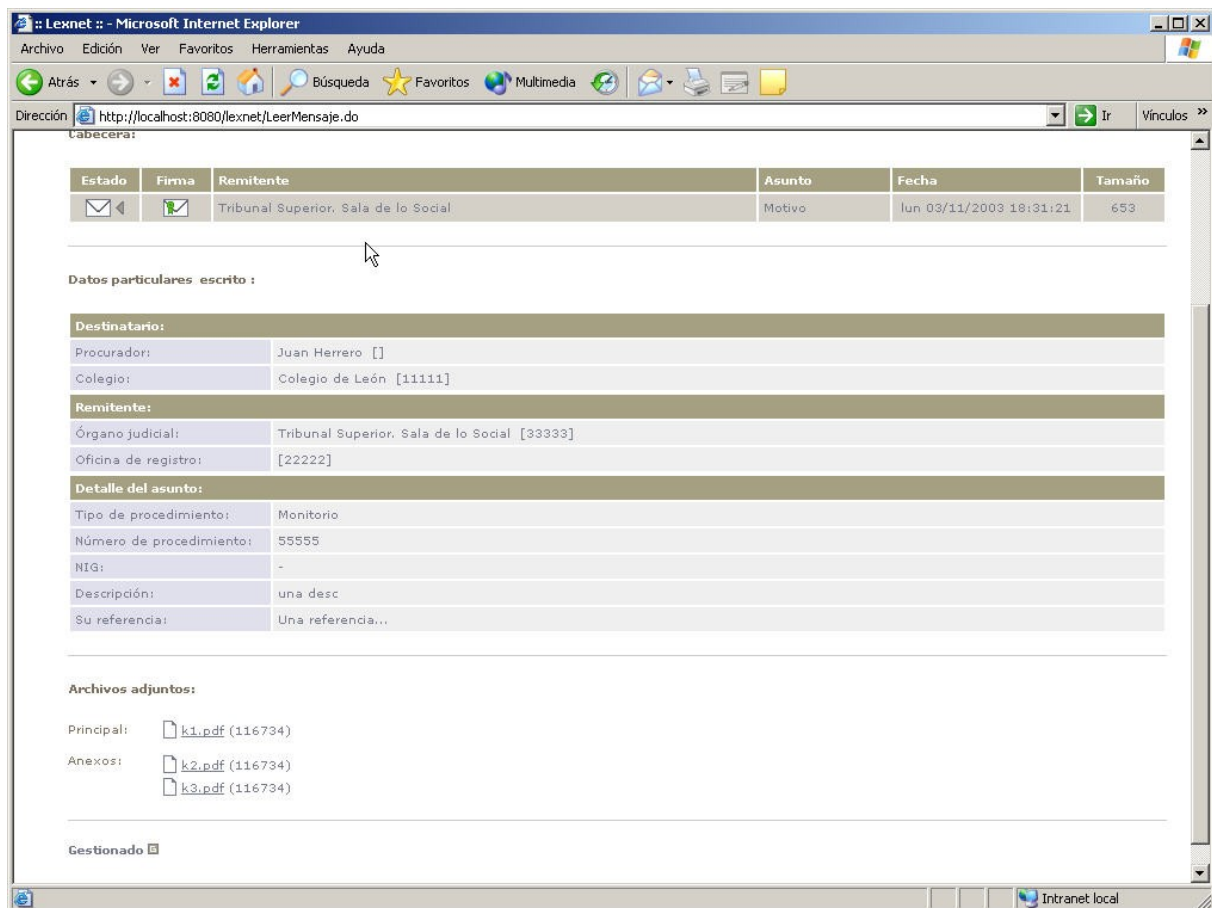 :: Lexnet :: - Microsoft Internet Explorer
Archivo Edición Ver Favoritos Herramientas Ayuda
Atrás Búsqueda Favoritos Multimedia
Dirección http://localhost:8080/lexnet/LeerMensaje.do Ir Vínculos »
Cabecera:
Estado Firma Remitente Asunto Fecha Tamaño
Tribunal Superior. Sala de lo Social Motivo lun 03/11/2003 18:31:21 653
Datos particulares escrito :
Destinatario:
Procurador: Juan Herrero []
Colegio: Colegio de León [11111]
Remitente:
Órgano judicial: Tribunal Superior. Sala de lo Social [33333]
Oficina de registro: [22222]
Detalle del asunto:
Tipo de procedimiento: Monitorio
Número de procedimiento: 55555
NIG: -
Descripción: una desc
Su referencia: Una referencia...
Archivos adjuntos:
Principal: k1.pdf (116734)
Anexos: k2.pdf (116734)
k3.pdf (116734)
Gestionado G
Intranet local